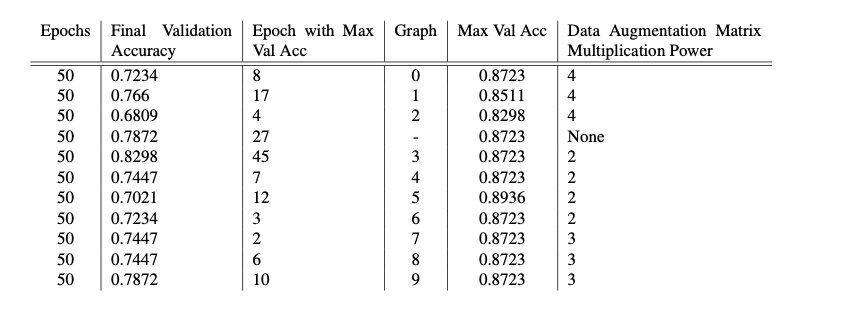 Epochs Final Validation Accuracy Epoch with Max Val Acc Graph Max Val Acc Data Augmentation Matrix Multiplication Power
50 0.7234 8 0 0.8723 4
50 0.766 17 1 0.8511 4
50 0.6809 4 2 0.8298 4
50 0.7872 27 - 0.8723 None
50 0.8298 45 3 0.8723 2
50 0.7447 7 4 0.8723 2
50 0.7021 12 5 0.8936 2
50 0.7234 3 6 0.8723 2
50 0.7447 2 7 0.8723 3
50 0.7447 6 8 0.8723 3
50 0.7872 10 9 0.8723 3